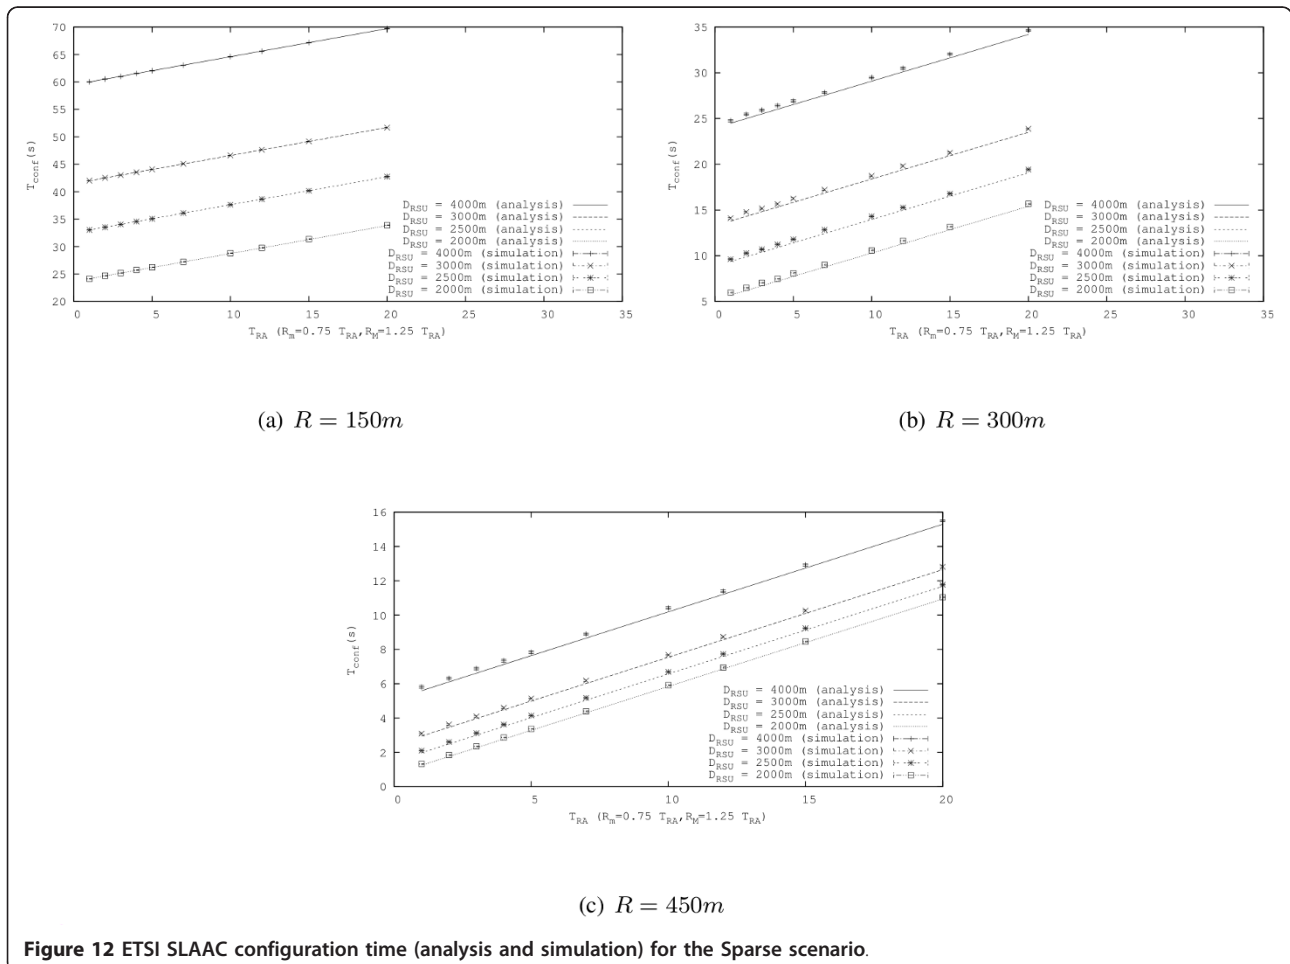 70
65
60
55
50
45
40
35
30
25
20
T_conf(s)
0 5 10 15 20 25 30 35
T_RA (R_m=0.75 T_RA,R_M=1.25 T_RA)
D_RSU = 4000m (analysis)
D_RSU = 3000m (analysis)
D_RSU = 2500m (analysis)
D_RSU = 2000m (analysis)
D_RSU = 4000m (simulation)
D_RSU = 3000m (simulation)
D_RSU = 2500m (simulation)
D_RSU = 2000m (simulation)
(a) R = 150m
35
30
25
20
15
10
5
T_conf(s)
0 5 10 15 20 25 30 35
T_RA (R_m=0.75 T_RA,R_M=1.25 T_RA)
D_RSU = 4000m (analysis)
D_RSU = 3000m (analysis)
D_RSU = 2500m (analysis)
D_RSU = 2000m (analysis)
D_RSU = 4000m (simulation)
D_RSU = 3000m (simulation)
D_RSU = 2500m (simulation)
D_RSU = 2000m (simulation)
(b) R = 300m
16
14
12
10
8
6
4
2
0
T_conf(s)
0 5 10 15 20
T_RA (R_m=0.75 T_RA,R_M=1.25 T_RA)
D_RSU = 4000m (analysis)
D_RSU = 3000m (analysis)
D_RSU = 2500m (analysis)
D_RSU = 2000m (analysis)
D_RSU = 4000m (simulation)
D_RSU = 3000m (simulation)
D_RSU = 2500m (simulation)
D_RSU = 2000m (simulation)
(c) R = 450m
Figure 12 ETSI SLAAC configuration time (analysis and simulation) for the Sparse scenario.